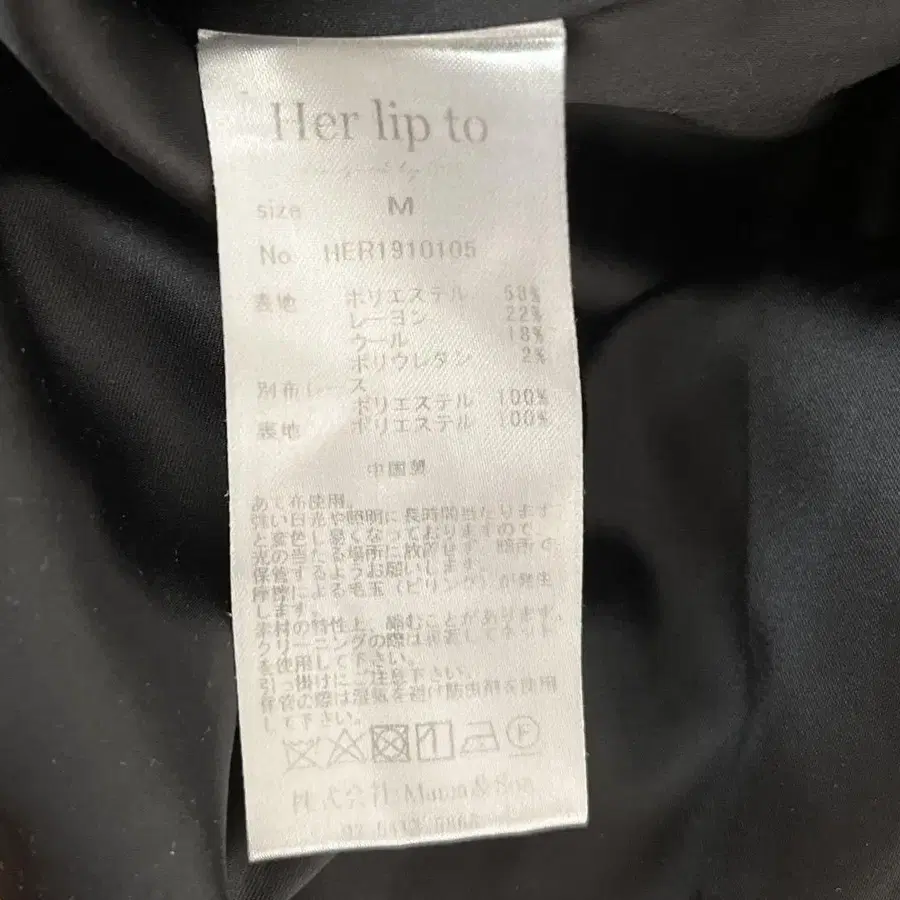 Her lip to
size M
No. HER1910105
表地 ポリエステル 58%
レーヨン 22%
ウール 18%
ポリウレタン 2%
別布レース
ポリエステル 100%
裏地 ポリエステル 100%
中国製
あて布使用。
強い日光や照明に長時間当たります
と変色し易くなっておりますので、
光の当たる場所に放置せず、暗所で
保管するようお願いします。
摩擦による毛玉(ピリング)が発生
します。
素材の特性上、縮むことがあります。
クリーニングの際は裏返してネット
を使用して下さい。
引っ掛けにご注意下さい。
保管の際は湿気を避け防虫剤を使用
して下さい。
F
株式会社 Mama&Son